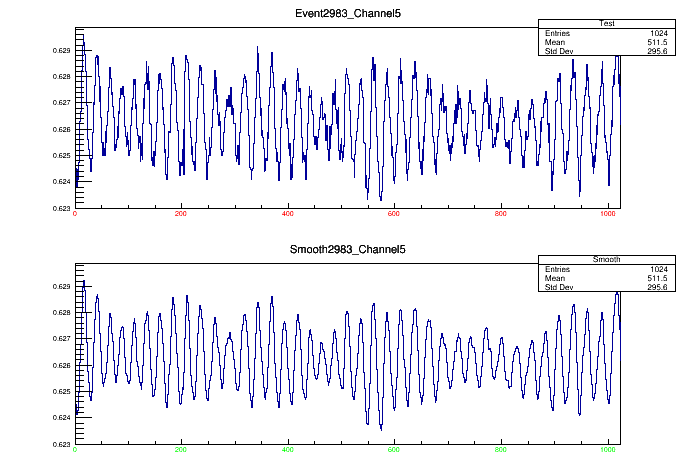 Event2983_Channel5
Test
Entries 1024
Mean 511.5
Std Dev 295.6
0.629
0.628
0.627
0.626
0.625
0.624
0.623
0 200 400 600 800 1000
Smooth2983_Channel5
Smooth
Entries 1024
Mean 511.5
Std Dev 295.6
0.629
0.628
0.627
0.626
0.625
0.624
0.623
0 200 400 600 800 1000